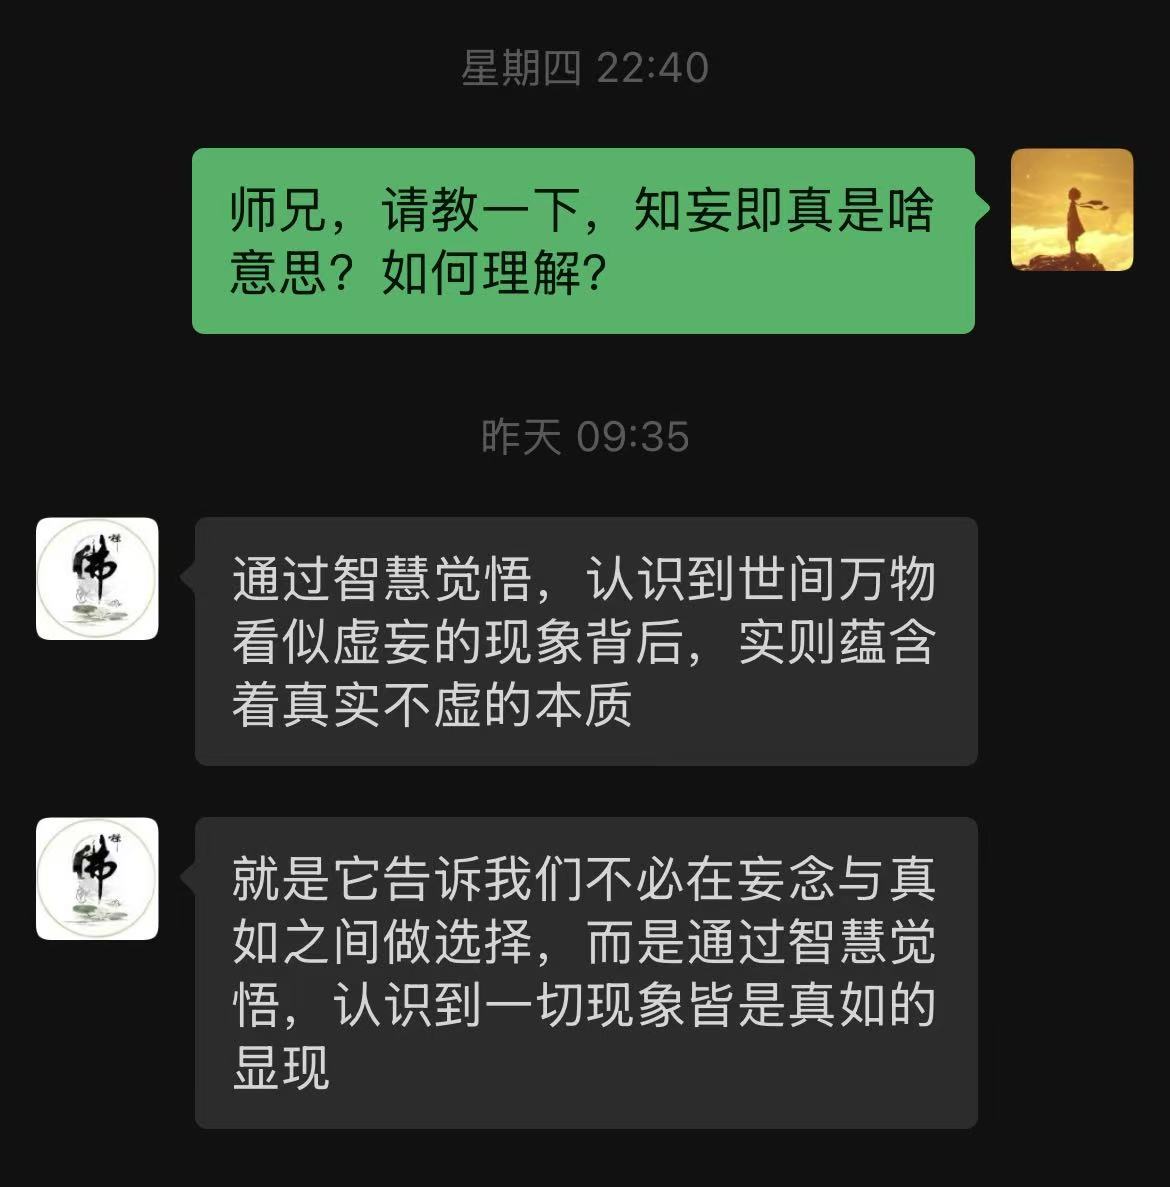 星期四 22:40
师兄，请教一下，知妄即真是啥
意思？如何理解？
昨天 09:35
佛
通过智慧觉悟，认识到世间万物
看似虚妄的现象背后，实则蕴含
着真实不虚的本质
佛
就是它告诉我们不必在妄念与真
如之间做选择，而是通过智慧觉
悟，认识到一切现象皆是真如的
显现